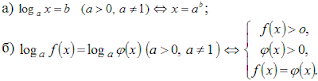 а) log_a x = b (a > 0, a ≠ 1) ⇔ x = a^b;
б) log_a f(x) = log_a φ(x) (a > 0, a ≠ 1) ⇔ { f(x) > o,
φ(x) > 0,
f(x) = φ(x).